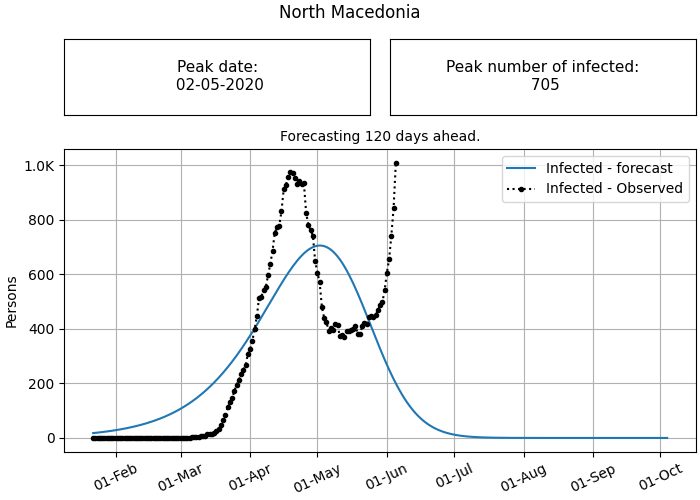 North Macedonia
Peak date:
02-05-2020
Peak number of infected:
705
Forecasting 120 days ahead.
Infected - forecast
Infected - Observed
Persons
1.0K
800
600
400
200
0
01-Feb
01-Mar
01-Apr
01-May
01-Jun
01-Jul
01-Aug
01-Sep
01-Oct